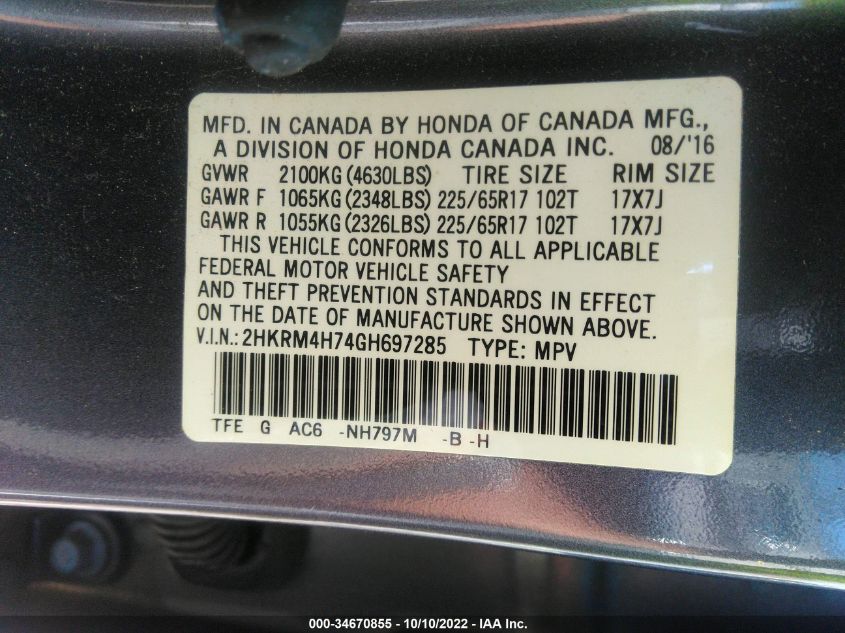 MFD. IN CANADA BY HONDA OF CANADA MFG.,
A DIVISION OF HONDA CANADA INC. 08/'16
GVWR 2100KG (4630LBS) TIRE SIZE RIM SIZE
GAWR F 1065KG (2348LBS) 225/65R17 102T 17X7J
GAWR R 1055KG (2326LBS) 225/65R17 102T 17X7J
THIS VEHICLE CONFORMS TO ALL APPLICABLE
FEDERAL MOTOR VEHICLE SAFETY
AND THEFT PREVENTION STANDARDS IN EFFECT
ON THE DATE OF MANUFACTURE SHOWN ABOVE.
V.I.N.: 2HKRM4H74GH697285 TYPE: MPV
TFE G AC6 -NH797M -B -H
000-34670855 - 10/10/2022 - IAA Inc.